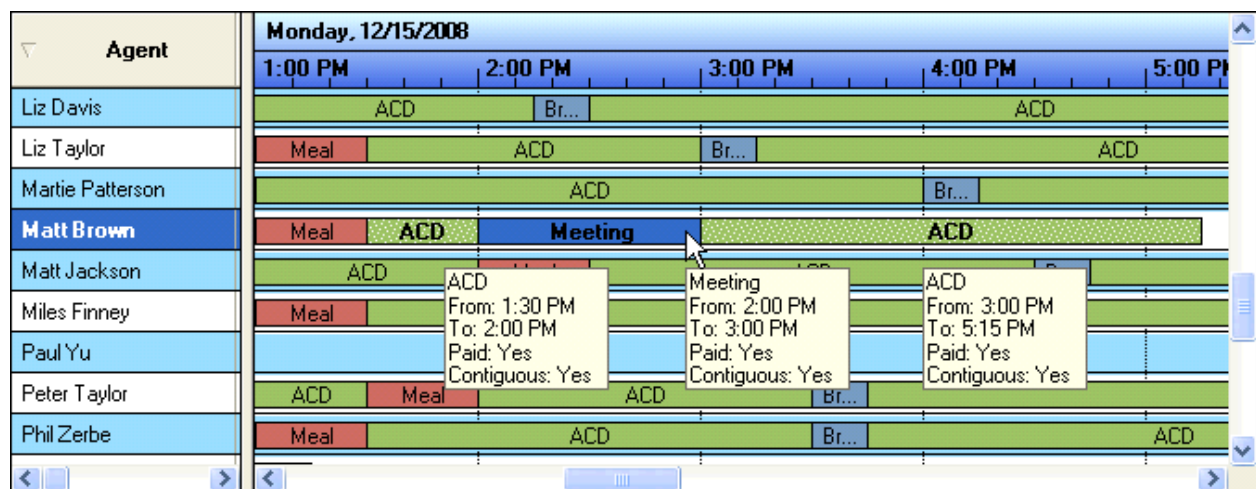 Agent
Monday, 12/15/2008
1:00 PM 2:00 PM 3:00 PM 4:00 PM 5:00
Liz Davis ACD Br... ACD
Liz Taylor Meal ACD Br... ACD
Martie Patterson ACD Br...
Matt Brown Meal ACD Meeting ACD
Matt Jackson ACD
Miles Finney Meal
Paul Yu
Peter Taylor ACD Meal ACD Br...
Phil Zerbe Meal ACD Br... ACD
ACD
From: 1:30 PM
To: 2:00 PM
Paid: Yes
Contiguous: Yes
Meeting
From: 2:00 PM
To: 3:00 PM
Paid: Yes
Contiguous: Yes
ACD
From: 3:00 PM
To: 5:15 PM
Paid: Yes
Contiguous: Yes